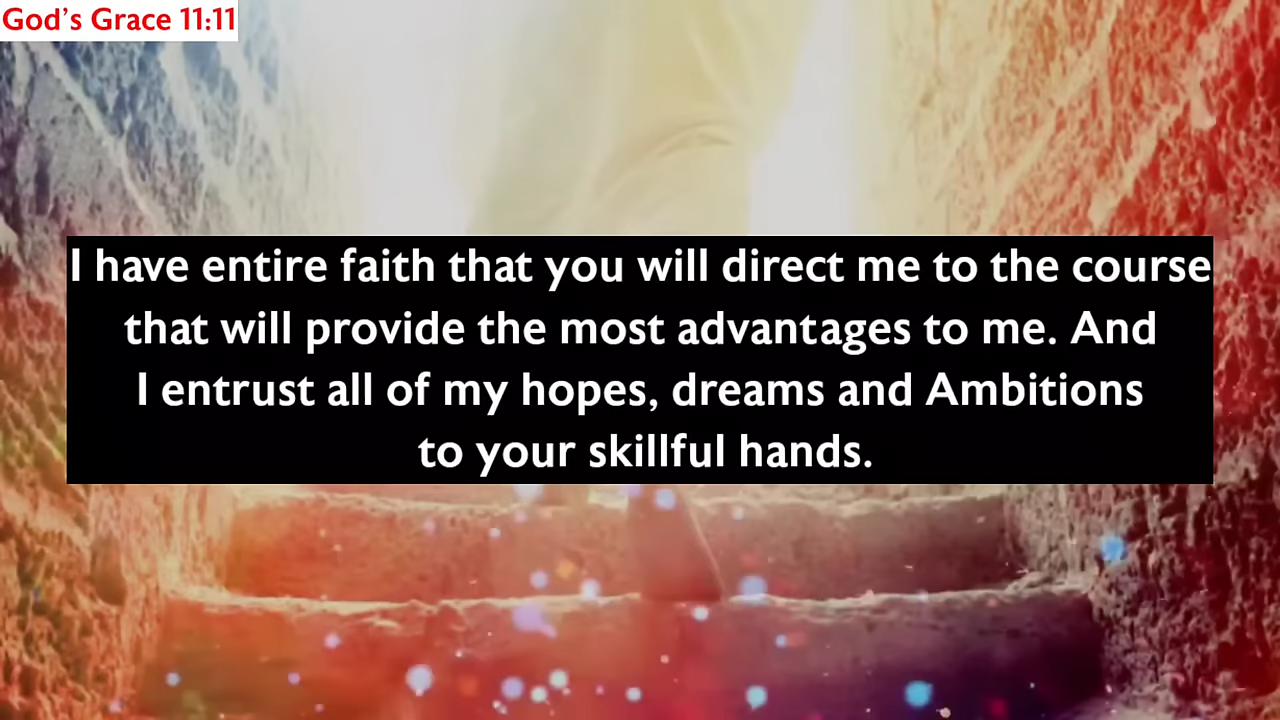 God's Grace 11:11
I have entire faith that you will direct me to the course
that will provide the most advantages to me. And
I entrust all of my hopes, dreams and Ambitions
to your skillful hands.